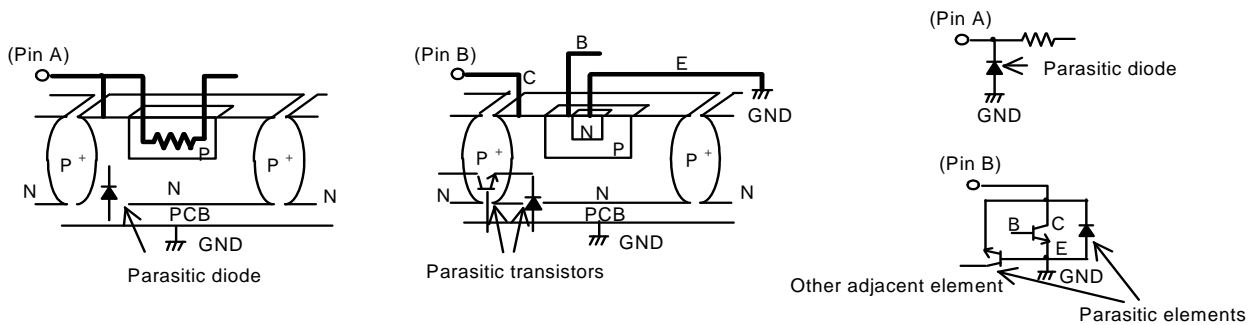 (Pin A)
P
P +
P +
N
N
N
PCB
GND
Parasitic diode
(Pin B)
B
C
E
GND
N
P
P +
P +
N
N
N
PCB
GND
Parasitic transistors
(Pin A)
Parasitic diode
GND
(Pin B)
B
C
E
GND
Other adjacent element
Parasitic elements